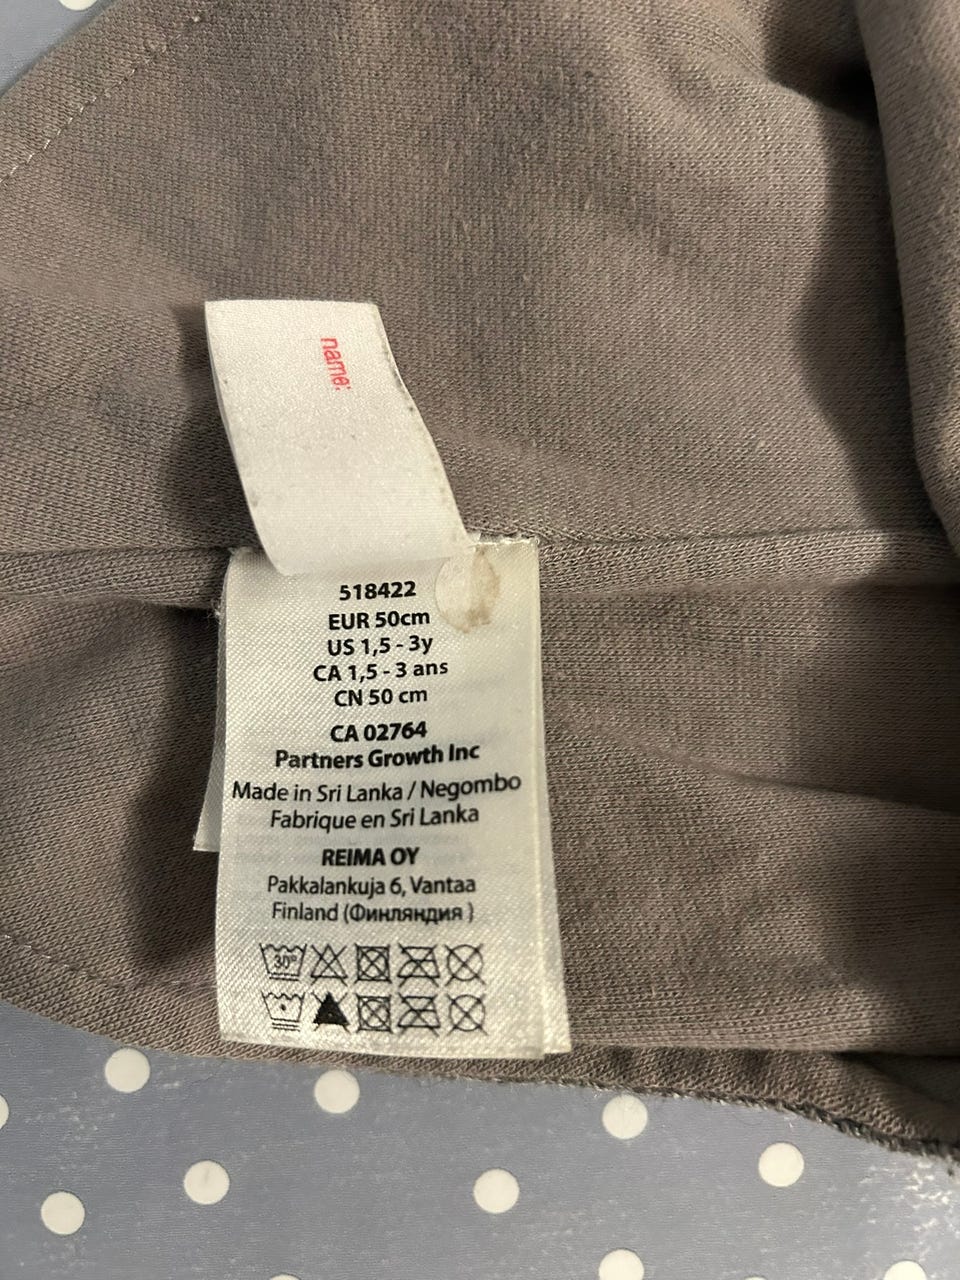 name:
518422
EUR 50cm
US 1,5 - 3y
CA 1,5 - 3 ans
CN 50 cm
CA 02764
Partners Growth Inc
Made in Sri Lanka / Negombo
Fabrique en Sri Lanka
REIMA OY
Pakkalankuja 6, Vantaa
Finland (Финляндия )
30°